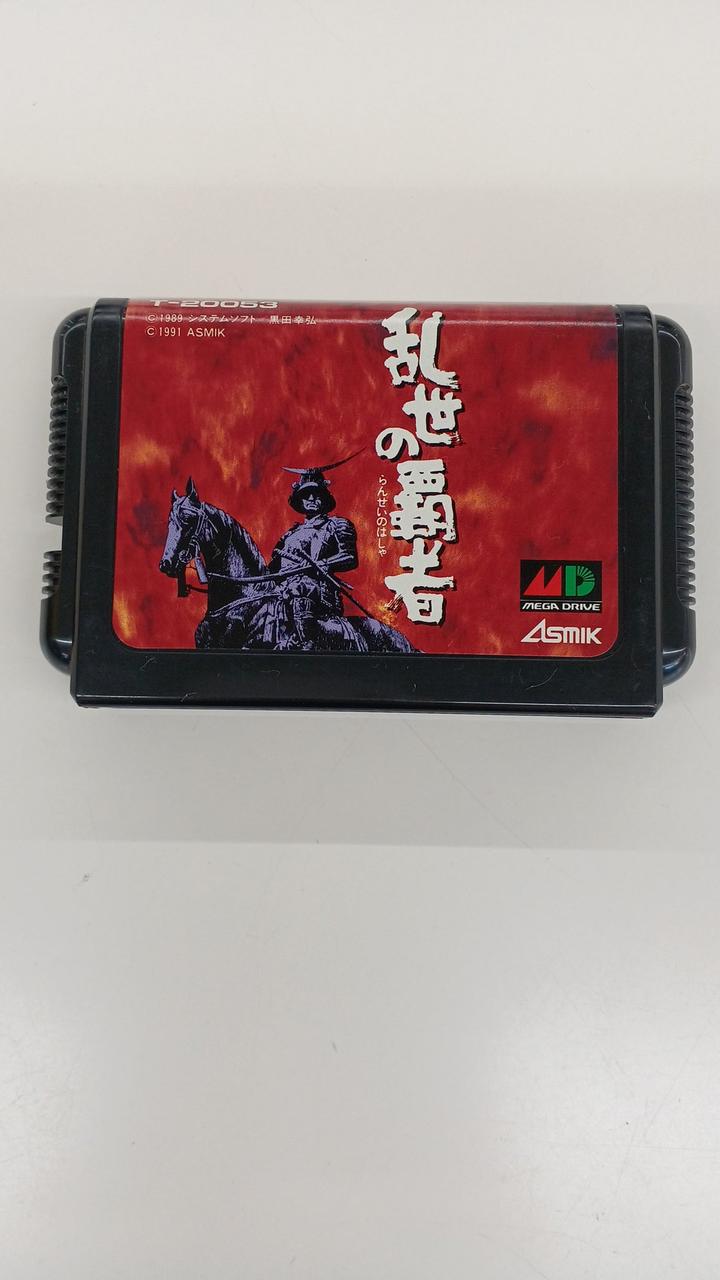 T-20053
©1989 システムソフト 黒田幸弘
©1991 ASMIK
乱世の覇者
らんせいのはしゃ
MD
MEGA DRIVE
ASMIK